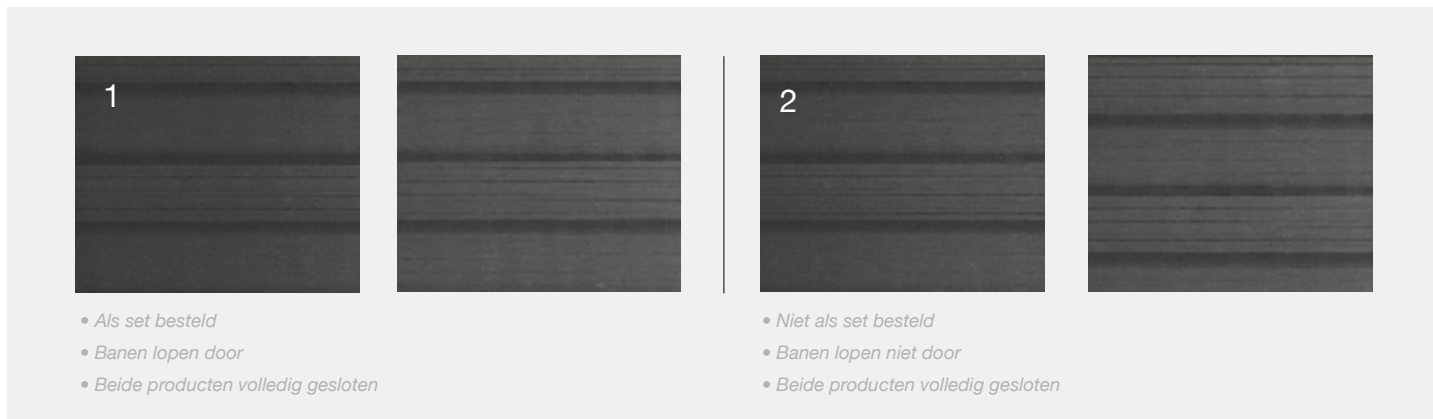 1
• Als set besteld
• Banen lopen door
• Beide producten volledig gesloten
2
• Niet als set besteld
• Banen lopen niet door
• Beide producten volledig gesloten